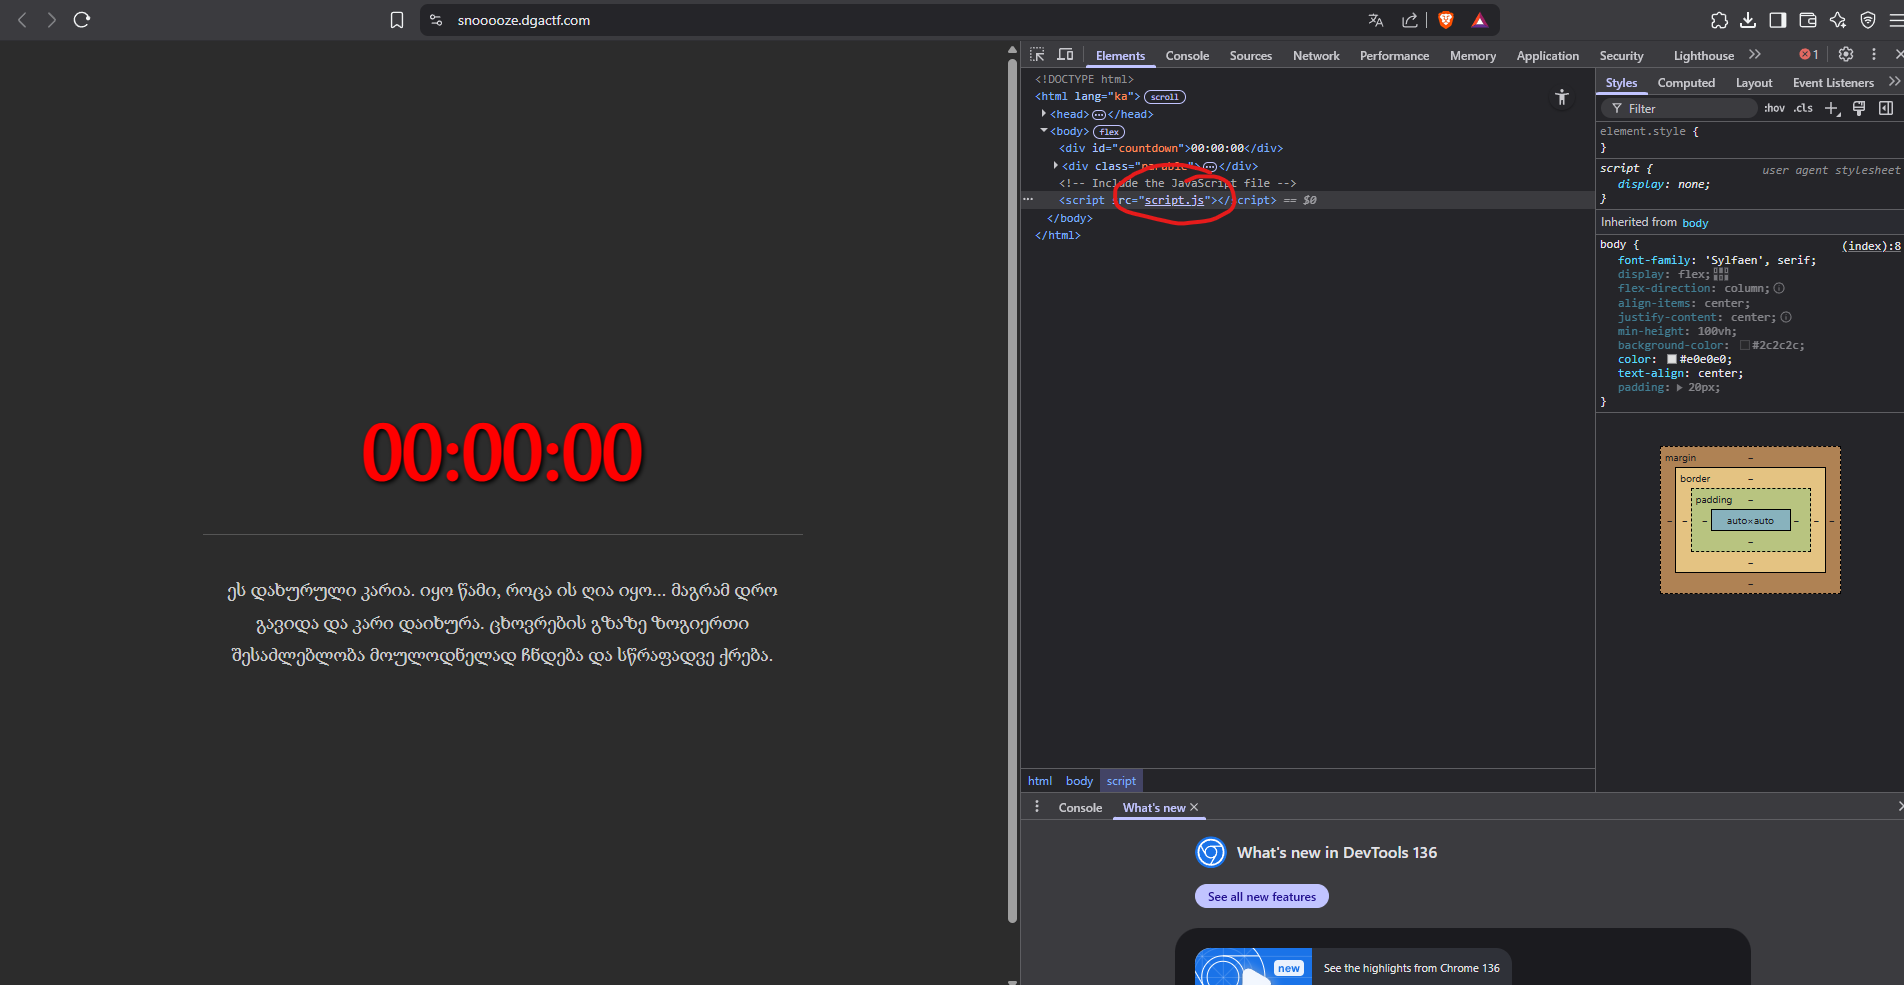 snooooze.dgactf.com
Elements
Console
Sources
Network
Performance
Memory
Application
Security
Lighthouse
1
<!DOCTYPE html>
<html lang="ka"> scroll
<head> </head>
<body> flex
<div id="countdown">00:00:00</div>
<div class="parable"> </div>
<!-- Include the JavaScript file -->
<script src="script.js"></script> == $0
</body>
</html>
Styles
Computed
Layout
Event Listeners
Filter
:hov
.cls
element.style {
}
script {
user agent stylesheet
display: none;
}
Inherited from body
body {
(index):8
font-family: 'Sylfaen', serif;
display: flex;
flex-direction: column;
align-items: center;
justify-content: center;
min-height: 100vh;
background-color: #2c2c2c;
color: #e0e0e0;
text-align: center;
padding: 20px;
}
margin
–
border
–
padding
–
auto×auto
00:00:00
ეს დახურული კარია. იყო წამი, როცა ის ღია იყო... მაგრამ დრო
გავიდა და კარი დაიხურა. ცხოვრების გზაზე ზოგიერთი
შესაძლებლობა მოულოდნელად ჩნდება და სწრაფადვე ქრება.
html
body
script
Console
What's new
What's new in DevTools 136
See all new features
new
See the highlights from Chrome 136